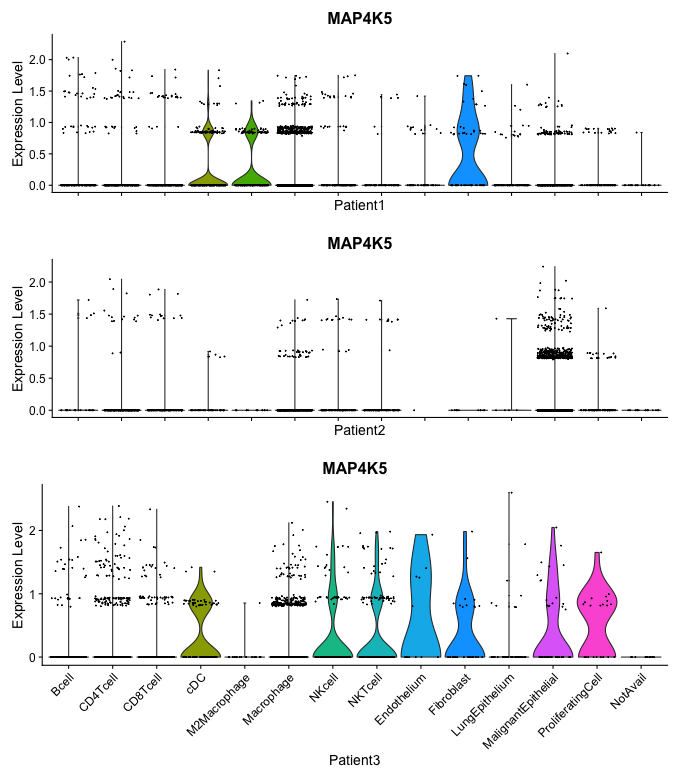 MAP4K5
Expression Level
2.0
1.5
1.0
0.5
0.0
Patient1
MAP4K5
Expression Level
2.0
1.5
1.0
0.5
0.0
Patient2
MAP4K5
Expression Level
2
1
0
Bcell
CD4Tcell
CD8Tcell
cDC
M2Macrophage
Macrophage
NKcell
NKTcell
Endothelium
Fibroblast
LungEpithelium
MalignantEpithelial
ProliferatingCell
NotAvail
Patient3